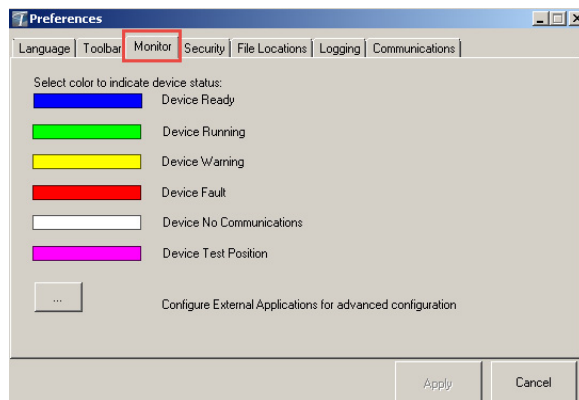 Preferences
Language Toolbar Monitor Security File Locations Logging Communications
Select color to indicate device status:
Device Ready
Device Running
Device Warning
Device Fault
Device No Communications
Device Test Position
... Configure External Applications for advanced configuration
Apply Cancel